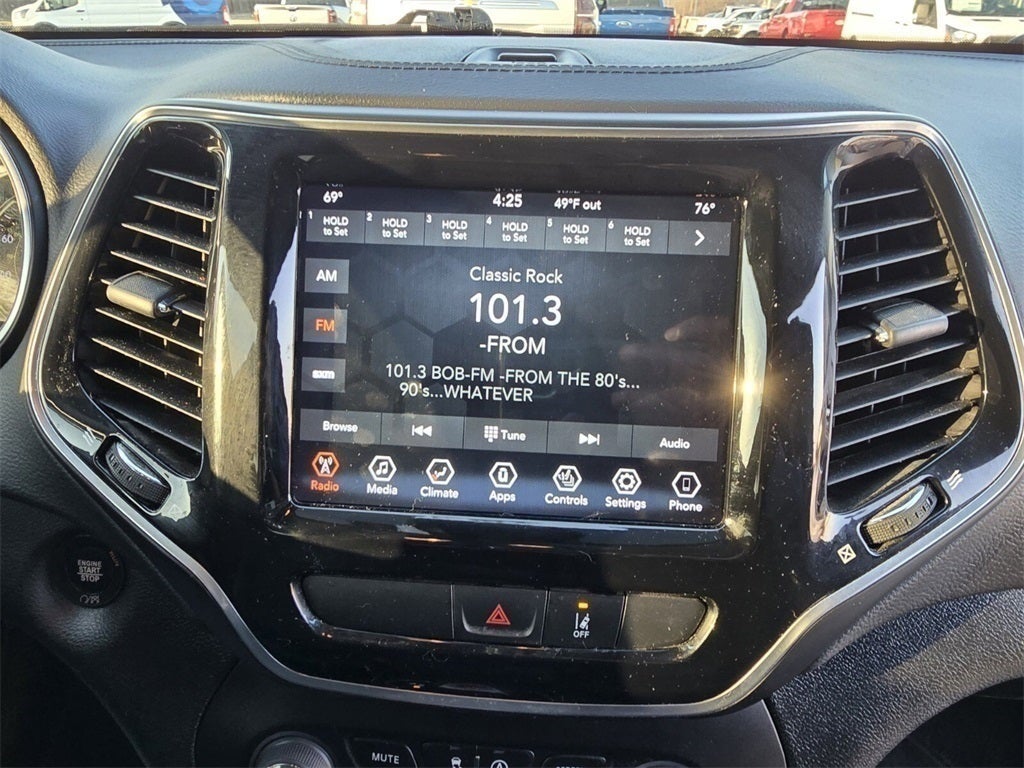 69° 4:25 49°F out 76°
1 HOLD to Set 2 HOLD to Set 3 HOLD to Set 4 HOLD to Set 5 HOLD to Set 6 HOLD to Set
AM
Classic Rock
101.3
FM
-FROM
sxm
101.3 BOB-FM -FROM THE 80's...
90's...WHATEVER
Browse Tune Audio
Radio Media Climate Apps Controls Settings Phone
ENGINE
START
STOP
OFF
MUTE
60